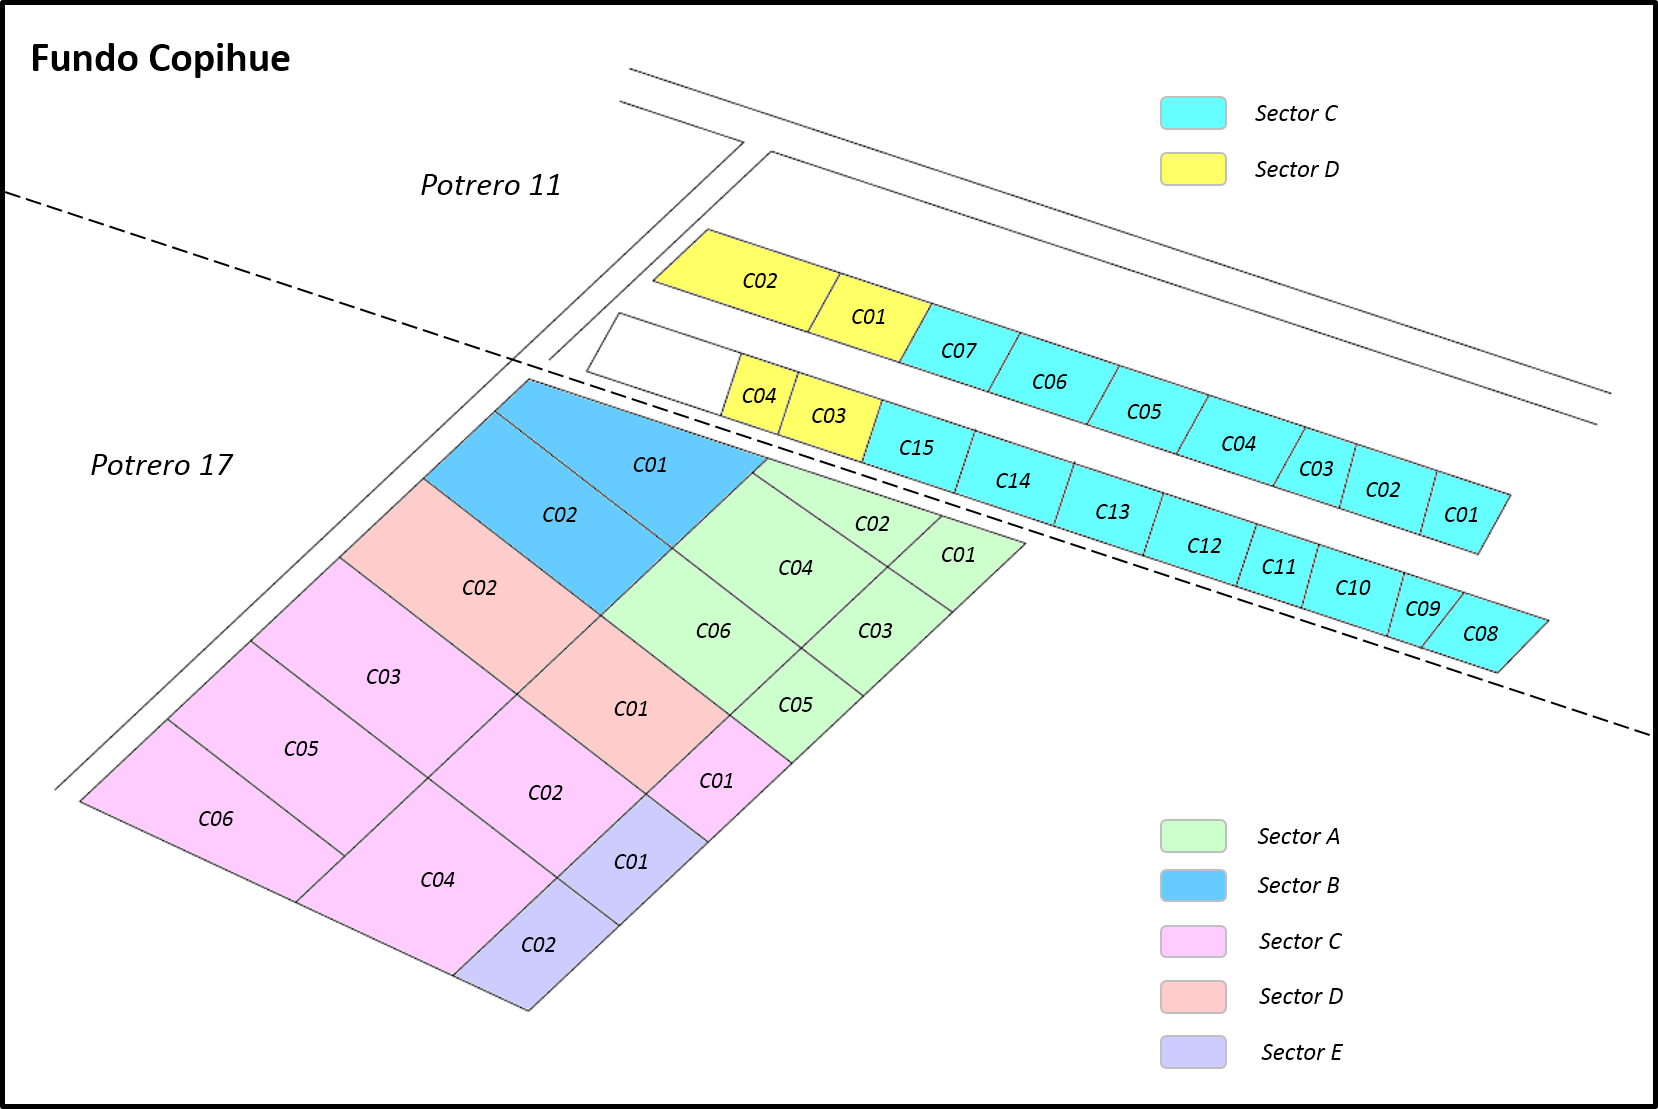 Fundo Copihue
Sector C
Sector D
Potrero 11
C02
C01
C07
C06
C05
C04
C03
C02
C01
C04
C03
C15
C14
C13
C12
C11
C10
C09
C08
Potrero 17
C01
C02
C02
C01
C04
C03
C06
C05
C02
C01
C03
C02
C01
C05
C04
C06
C01
C02
Sector A
Sector B
Sector C
Sector D
Sector E